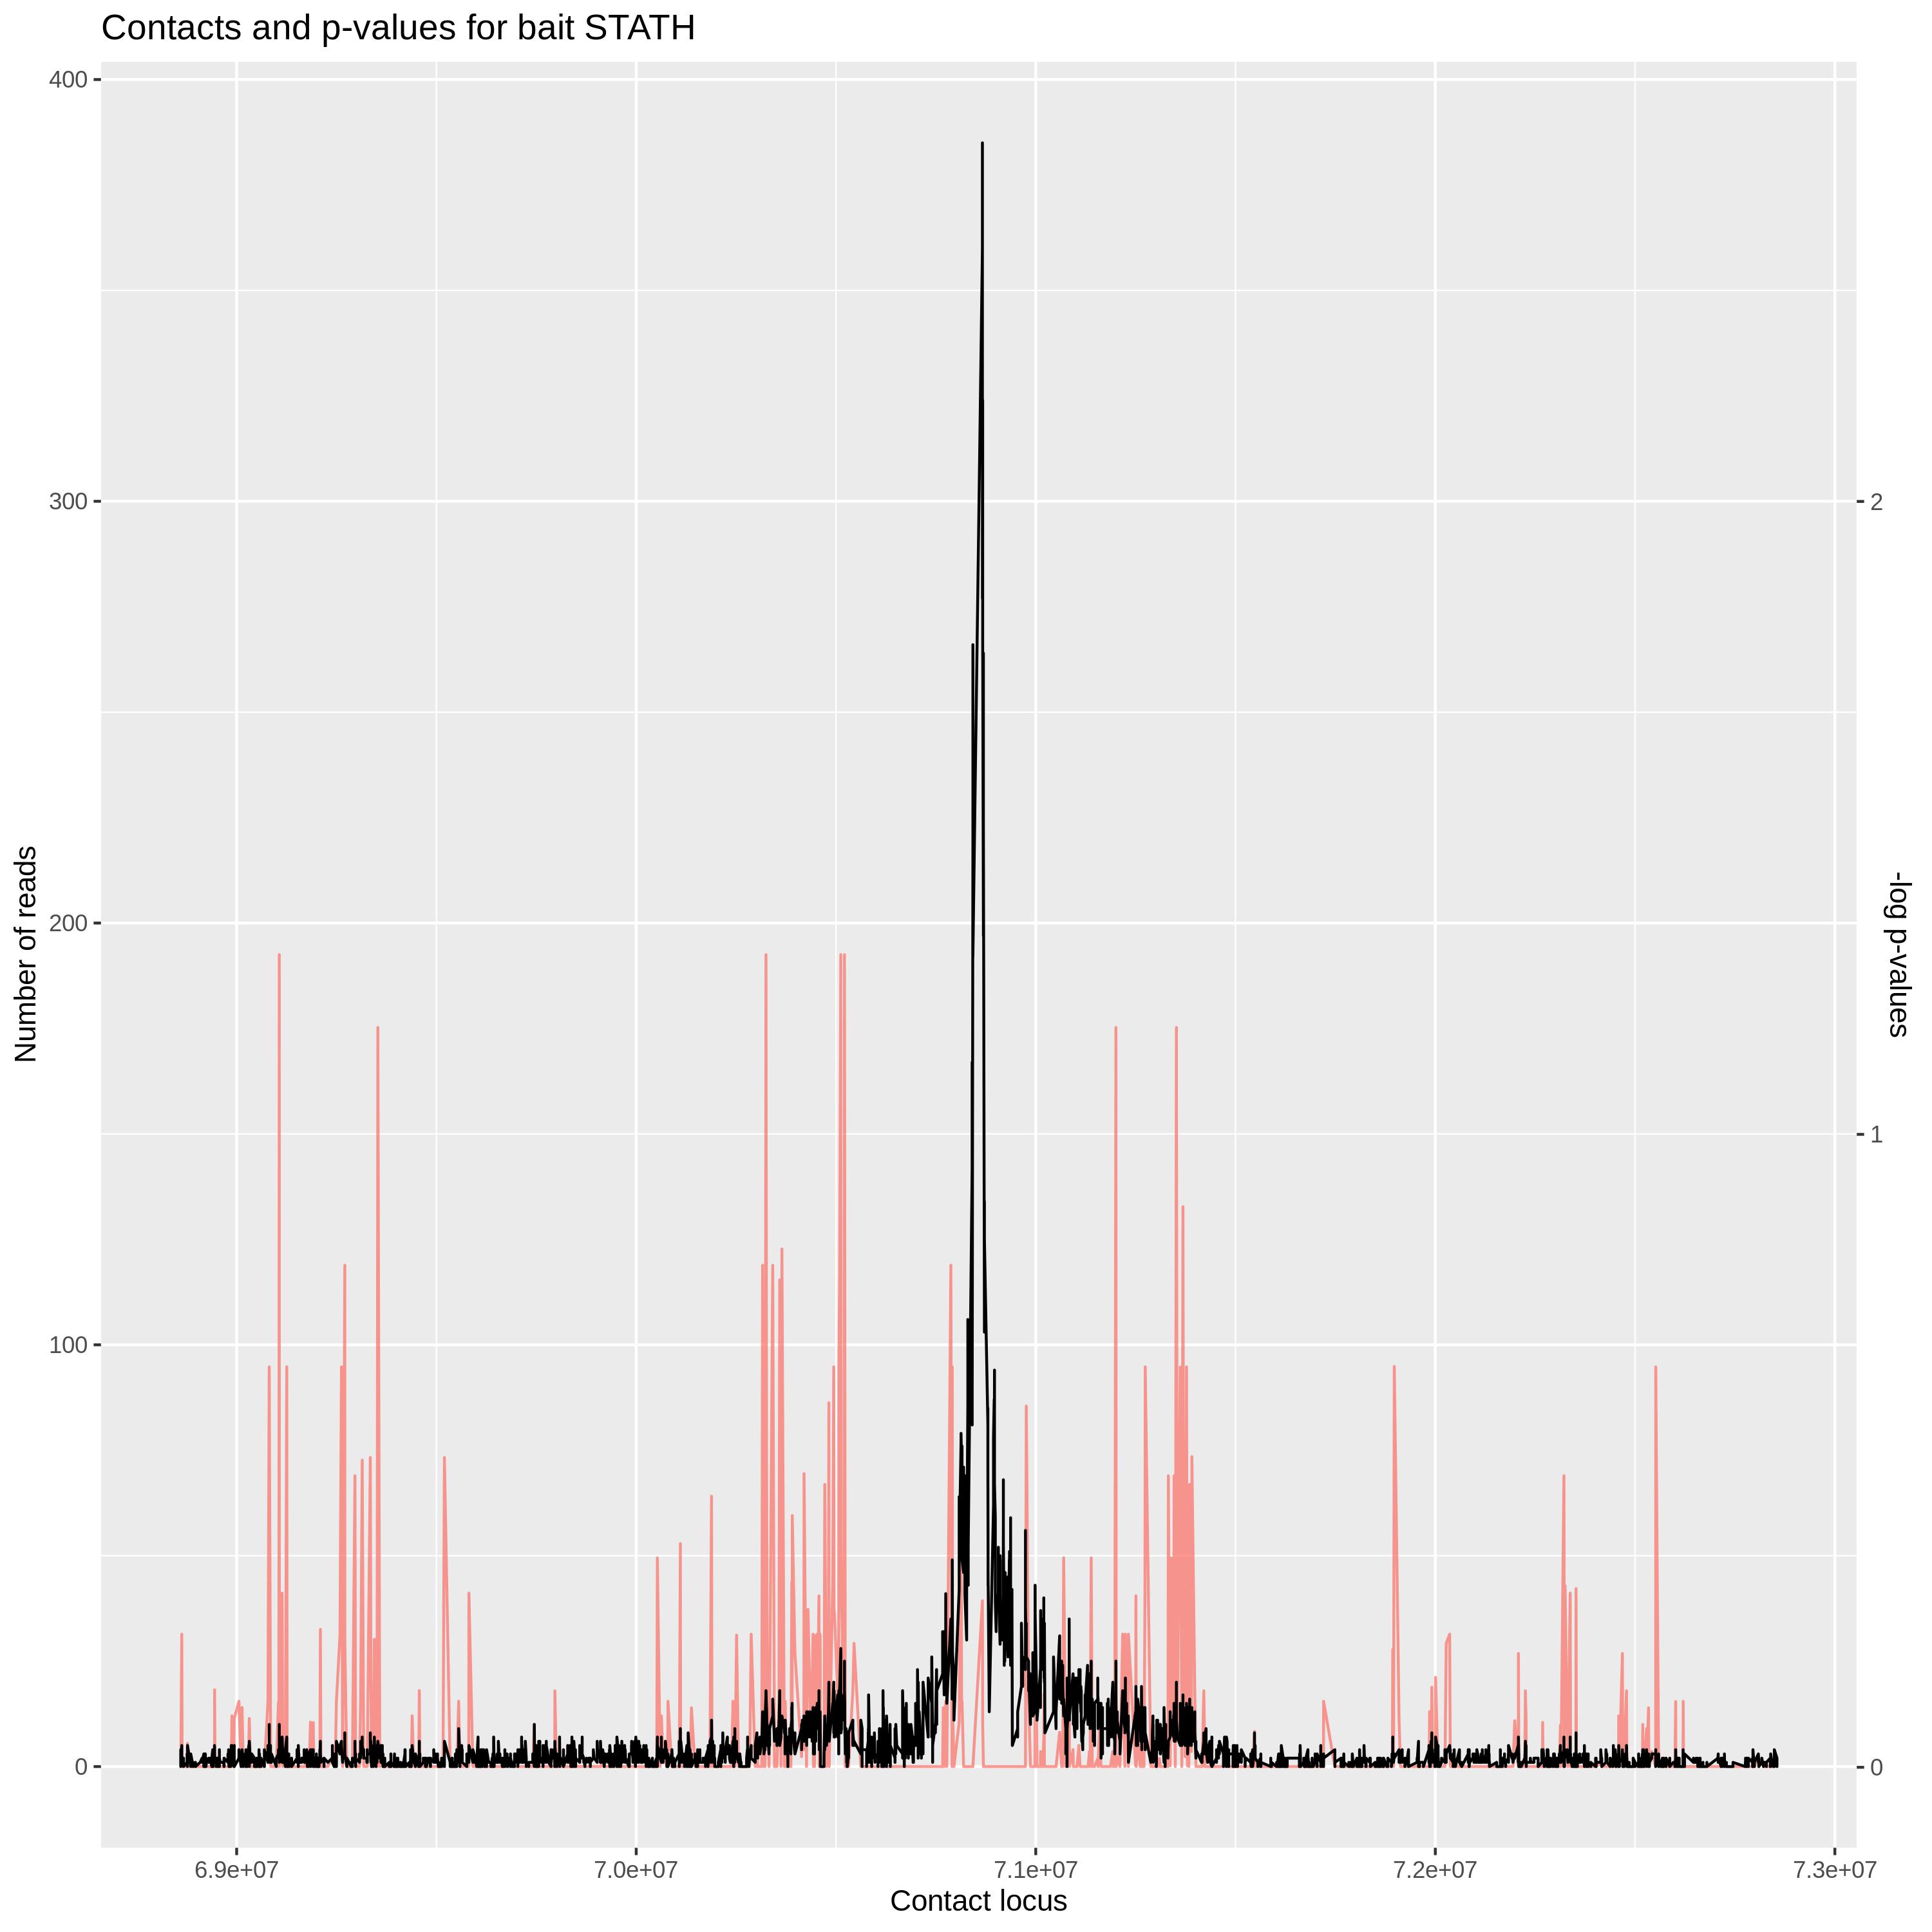 Contacts and p-values for bait STATH
400
300
200
100
0
Number of reads
2
1
0
-log p-values
6.9e+07 7.0e+07 7.1e+07 7.2e+07 7.3e+07
Contact locus